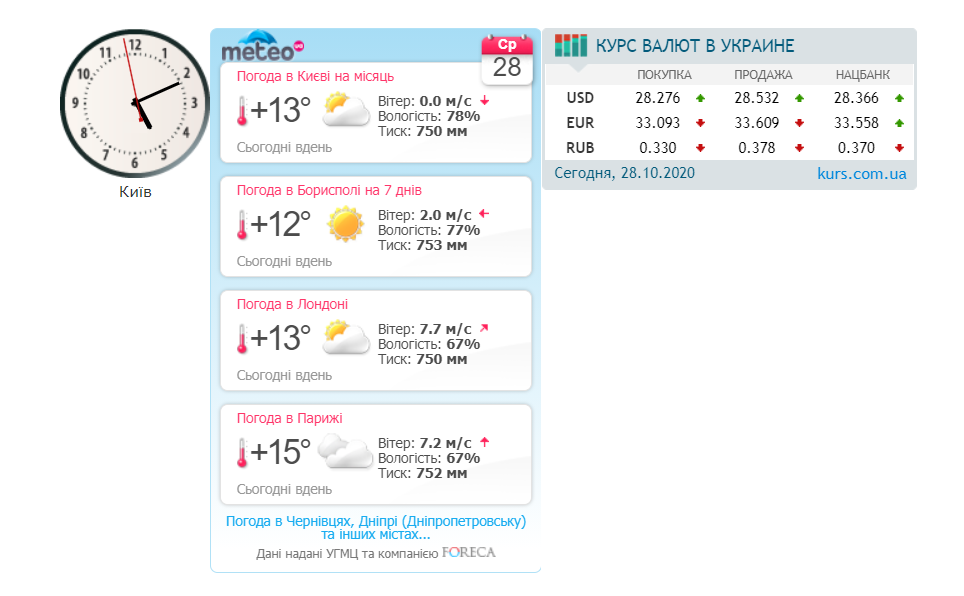 12
1
2
3
4
5
6
7
8
9
10
11
Київ
meteo ua
Ср
28
Погода в Києві на місяць
+13°
Вітер: 0.0 м/с
Вологість: 78%
Тиск: 750 мм
Сьогодні вдень
Погода в Борисполі на 7 днів
+12°
Вітер: 2.0 м/с
Вологість: 77%
Тиск: 753 мм
Сьогодні вдень
Погода в Лондоні
+13°
Вітер: 7.7 м/с
Вологість: 67%
Тиск: 750 мм
Сьогодні вдень
Погода в Парижі
+15°
Вітер: 7.2 м/с
Вологість: 67%
Тиск: 752 мм
Сьогодні вдень
Погода в Чернівцях, Дніпрі (Дніпропетровську)
та інших містах...
Дані надані УГМЦ та компанією FORECA
КУРС ВАЛЮТ В УКРАИНЕ
ПОКУПКА ПРОДАЖА НАЦБАНК
USD 28.276 28.532 28.366
EUR 33.093 33.609 33.558
RUB 0.330 0.378 0.370
Сегодня, 28.10.2020 kurs.com.ua